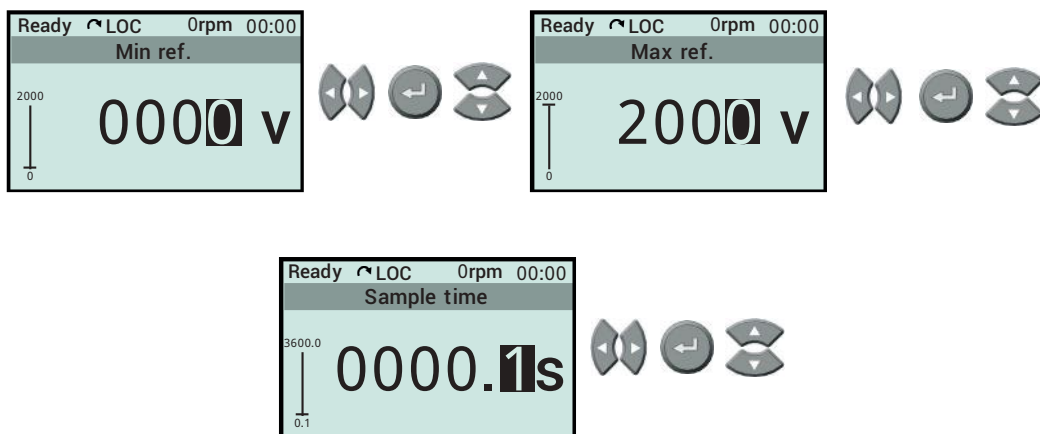 Ready LOC 0rpm 00:00
Min ref.
2000
0000 v
0
Ready LOC 0rpm 00:00
Max ref.
2000
2000 v
0
Ready LOC 0rpm 00:00
Sample time
3600.0
0000.1s
0.1